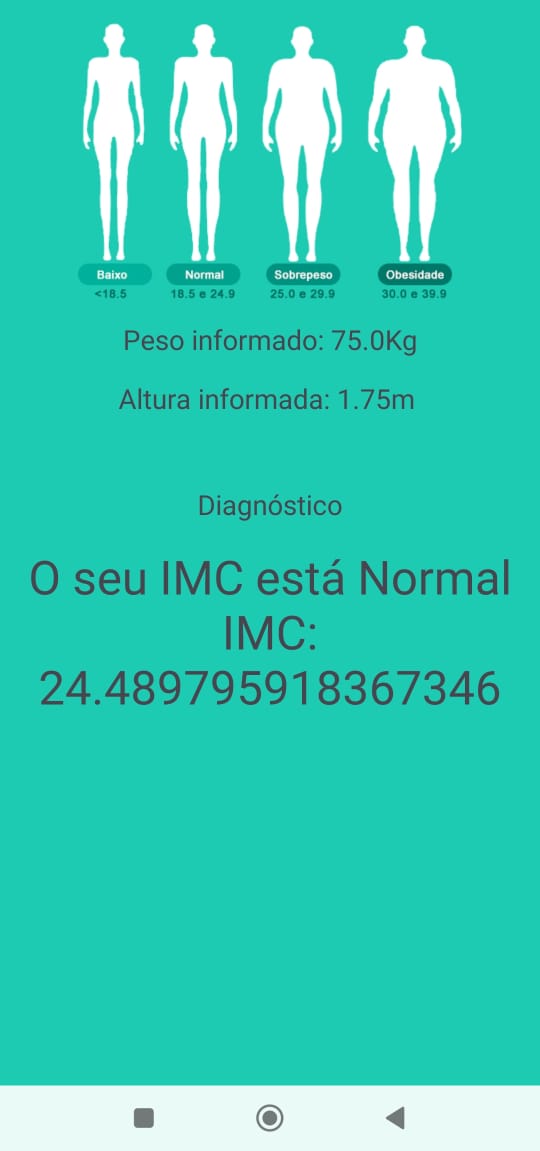 Baixo Normal Sobrepeso Obesidade
<18.5 18.5 e 24.9 25.0 e 29.9 30.0 e 39.9
Peso informado: 75.0Kg
Altura informada: 1.75m
Diagnóstico
O seu IMC está Normal
IMC:
24.489795918367346